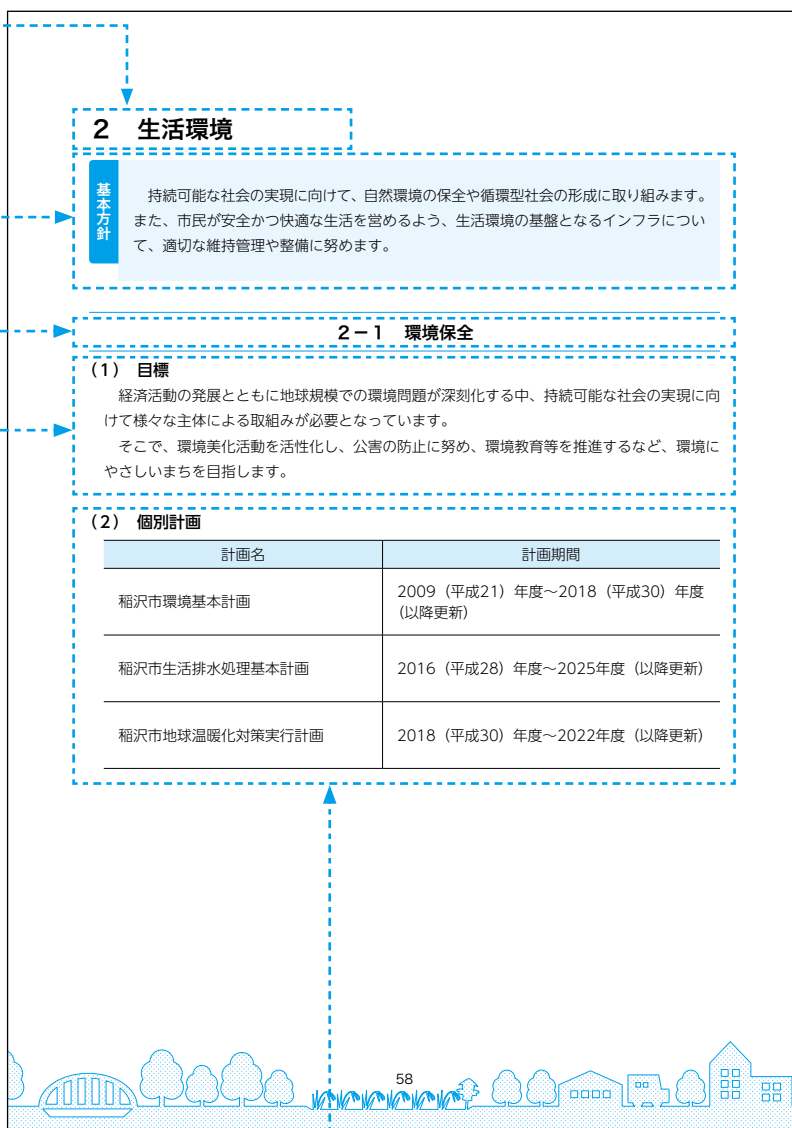 2　生活環境
基本方針
　持続可能な社会の実現に向けて、自然環境の保全や循環型社会の形成に取り組みます。
また、市民が安全かつ快適な生活を営めるよう、生活環境の基盤となるインフラについ
て、適切な維持管理や整備に努めます。
2－1　環境保全
（1）　目標
　経済活動の発展とともに地球規模での環境問題が深刻化する中、持続可能な社会の実現に向
けて様々な主体による取組みが必要となっています。
　そこで、環境美化活動を活性化し、公害の防止に努め、環境教育等を推進するなど、環境に
やさしいまちを目指します。
（2）　個別計画
計画名　計画期間
稲沢市環境基本計画　2009（平成21）年度～2018（平成30）年度
（以降更新）
稲沢市生活排水処理基本計画　2016（平成28）年度～2025年度（以降更新）
稲沢市地球温暖化対策実行計画　2018（平成30）年度～2022年度（以降更新）
58